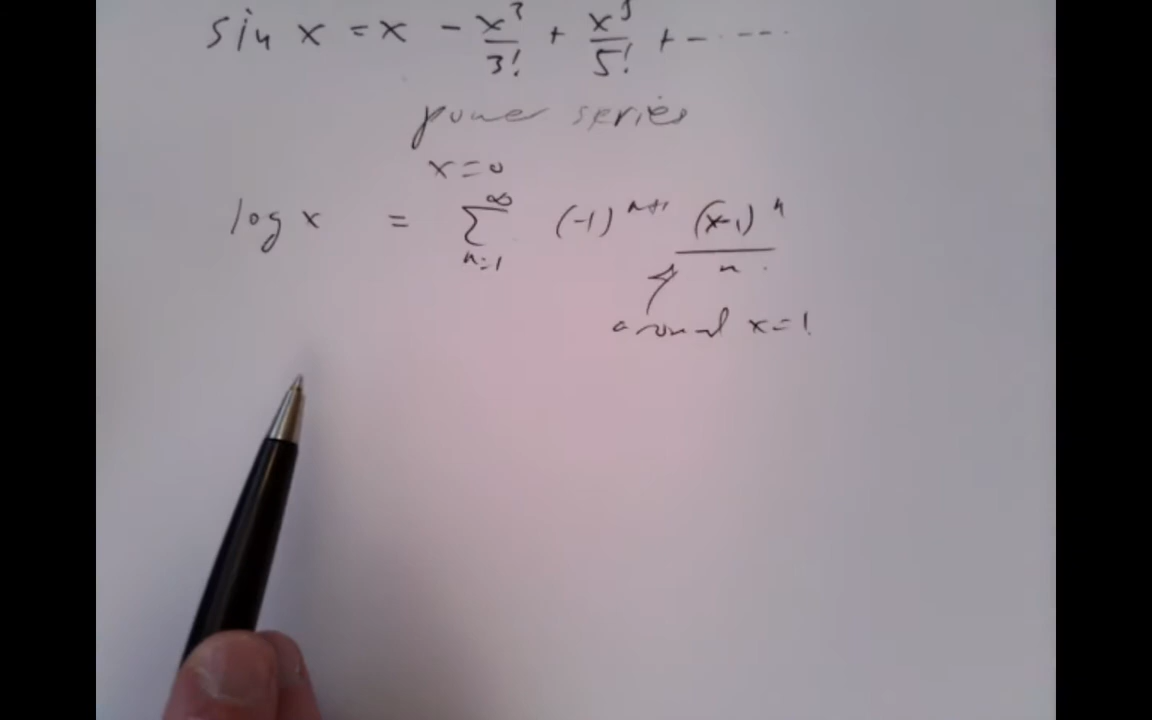 sin x = x - x³/3! + x⁵/5! + - ·····
power series
x=0
log x = ∑_{n=1}^{∞} (-1)^{n+1} (x-1)^n / n
around x=1